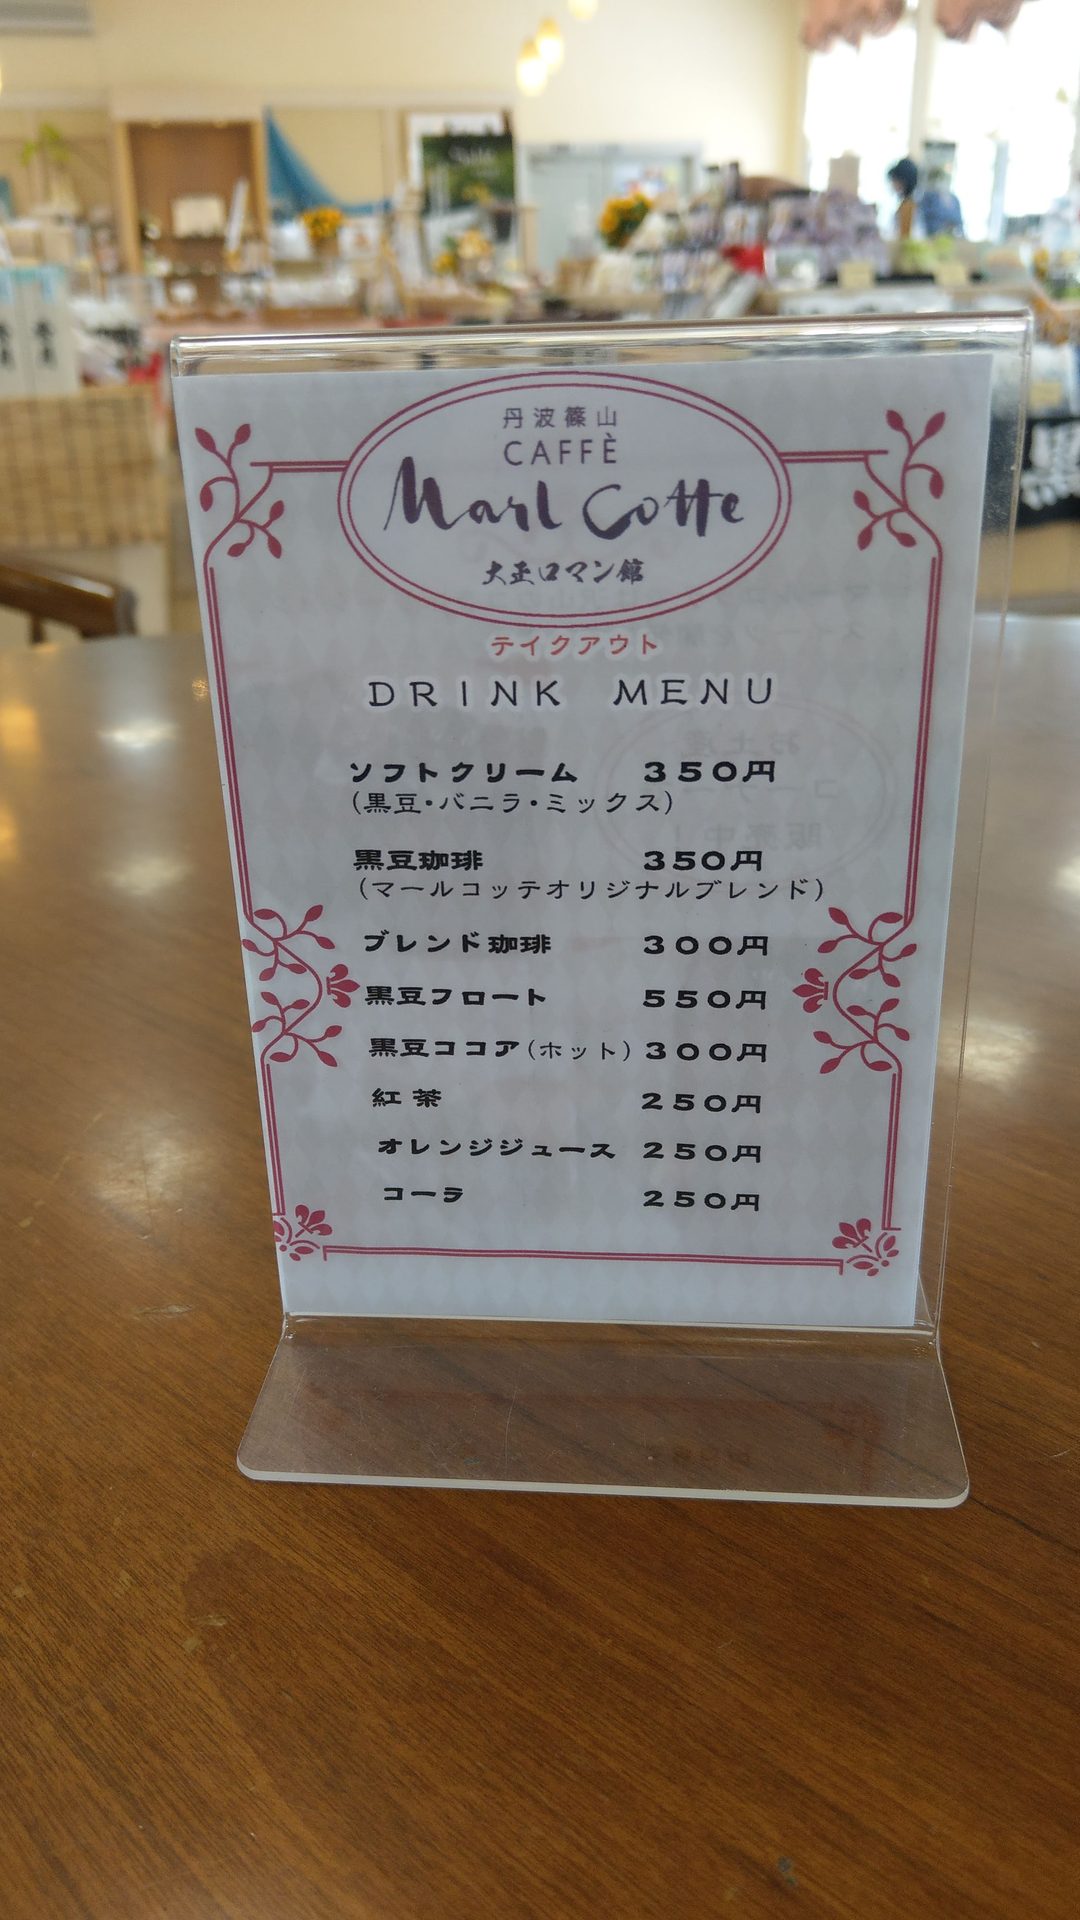 丹波篠山
CAFFÈ
Marl Cotte
大正ロマン館
テイクアウト
DRINK MENU
ソフトクリーム 350円
(黒豆・バニラ・ミックス)
黒豆珈琲 350円
(マールコッテオリジナルブレンド)
ブレンド珈琲 300円
黒豆フロート 550円
黒豆ココア(ホット) 300円
紅茶 250円
オレンジジュース 250円
コーラ 250円